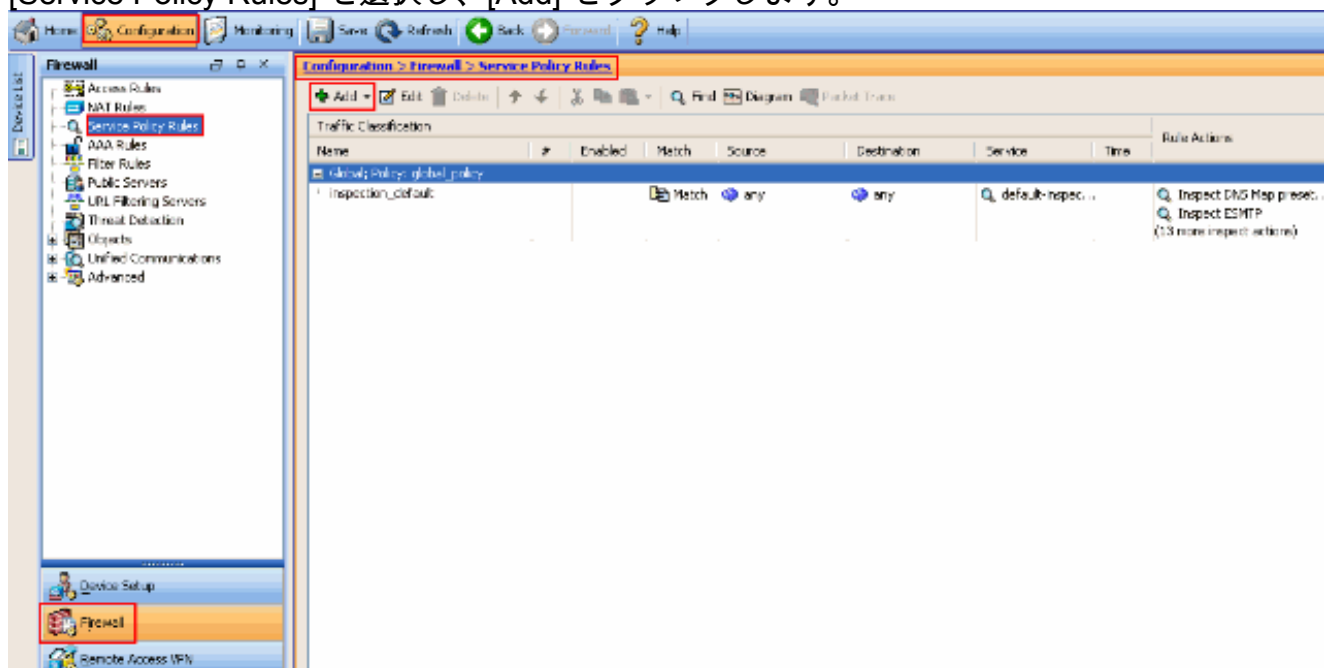 [Service Policy Rules] を選択し、[Add] をクリックします。
Home Configuration Monitoring Save Refresh Back Forward Help
Device List
Firewall
Access Rules
NAT Rules
Service Policy Rules
AAA Rules
Filter Rules
Public Servers
URL Filtering Servers
Threat Detection
Objects
Unified Communications
Advanced
Device Setup
Firewall
Remote Access VPN
Configuration > Firewall > Service Policy Rules
Add Edit Delete Find Diagram Packet Trace
Traffic Classification
Rule Actions
Name # Enabled Match Source Destination Service Time
Global; Policy: global_policy
inspection_default Match any any default-inspec... Inspect DNS Map preset...
Inspect ESMTP
(13 more inspect actions)